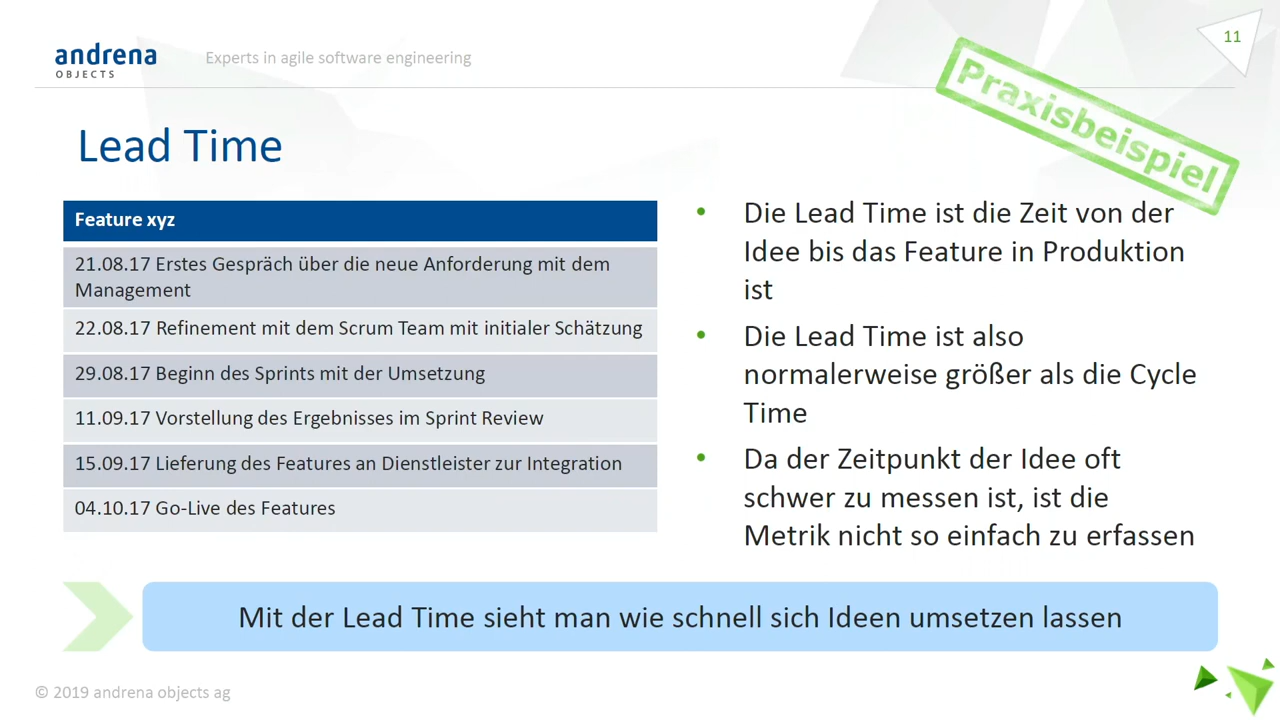 andrena
OBJECTS
Experts in agile software engineering
11
Praxisbeispiel
Lead Time
Feature xyz
21.08.17 Erstes Gespräch über die neue Anforderung mit dem
Management
22.08.17 Refinement mit dem Scrum Team mit initialer Schätzung
29.08.17 Beginn des Sprints mit der Umsetzung
11.09.17 Vorstellung des Ergebnisses im Sprint Review
15.09.17 Lieferung des Features an Dienstleister zur Integration
04.10.17 Go-Live des Features
• Die Lead Time ist die Zeit von der
Idee bis das Feature in Produktion
ist
• Die Lead Time ist also
normalerweise größer als die Cycle
Time
• Da der Zeitpunkt der Idee oft
schwer zu messen ist, ist die
Metrik nicht so einfach zu erfassen
Mit der Lead Time sieht man wie schnell sich Ideen umsetzen lassen
© 2019 andrena objects ag